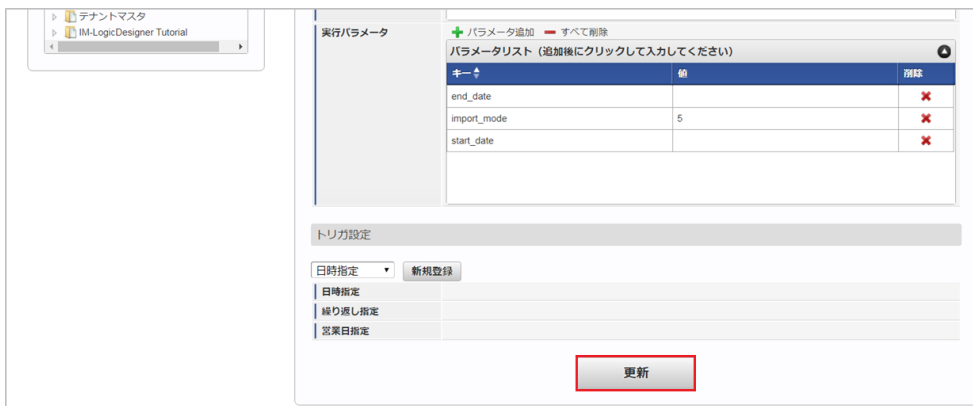 テナントマスタ
IM-LogicDesigner Tutorial
実行パラメータ
パラメータ追加 すべて削除
パラメータリスト（追加後にクリックして入力してください）
キー 値 削除
end_date
import_mode 5
start_date
トリガ設定
日時指定 新規登録
日時指定
繰り返し指定
営業日指定
更新